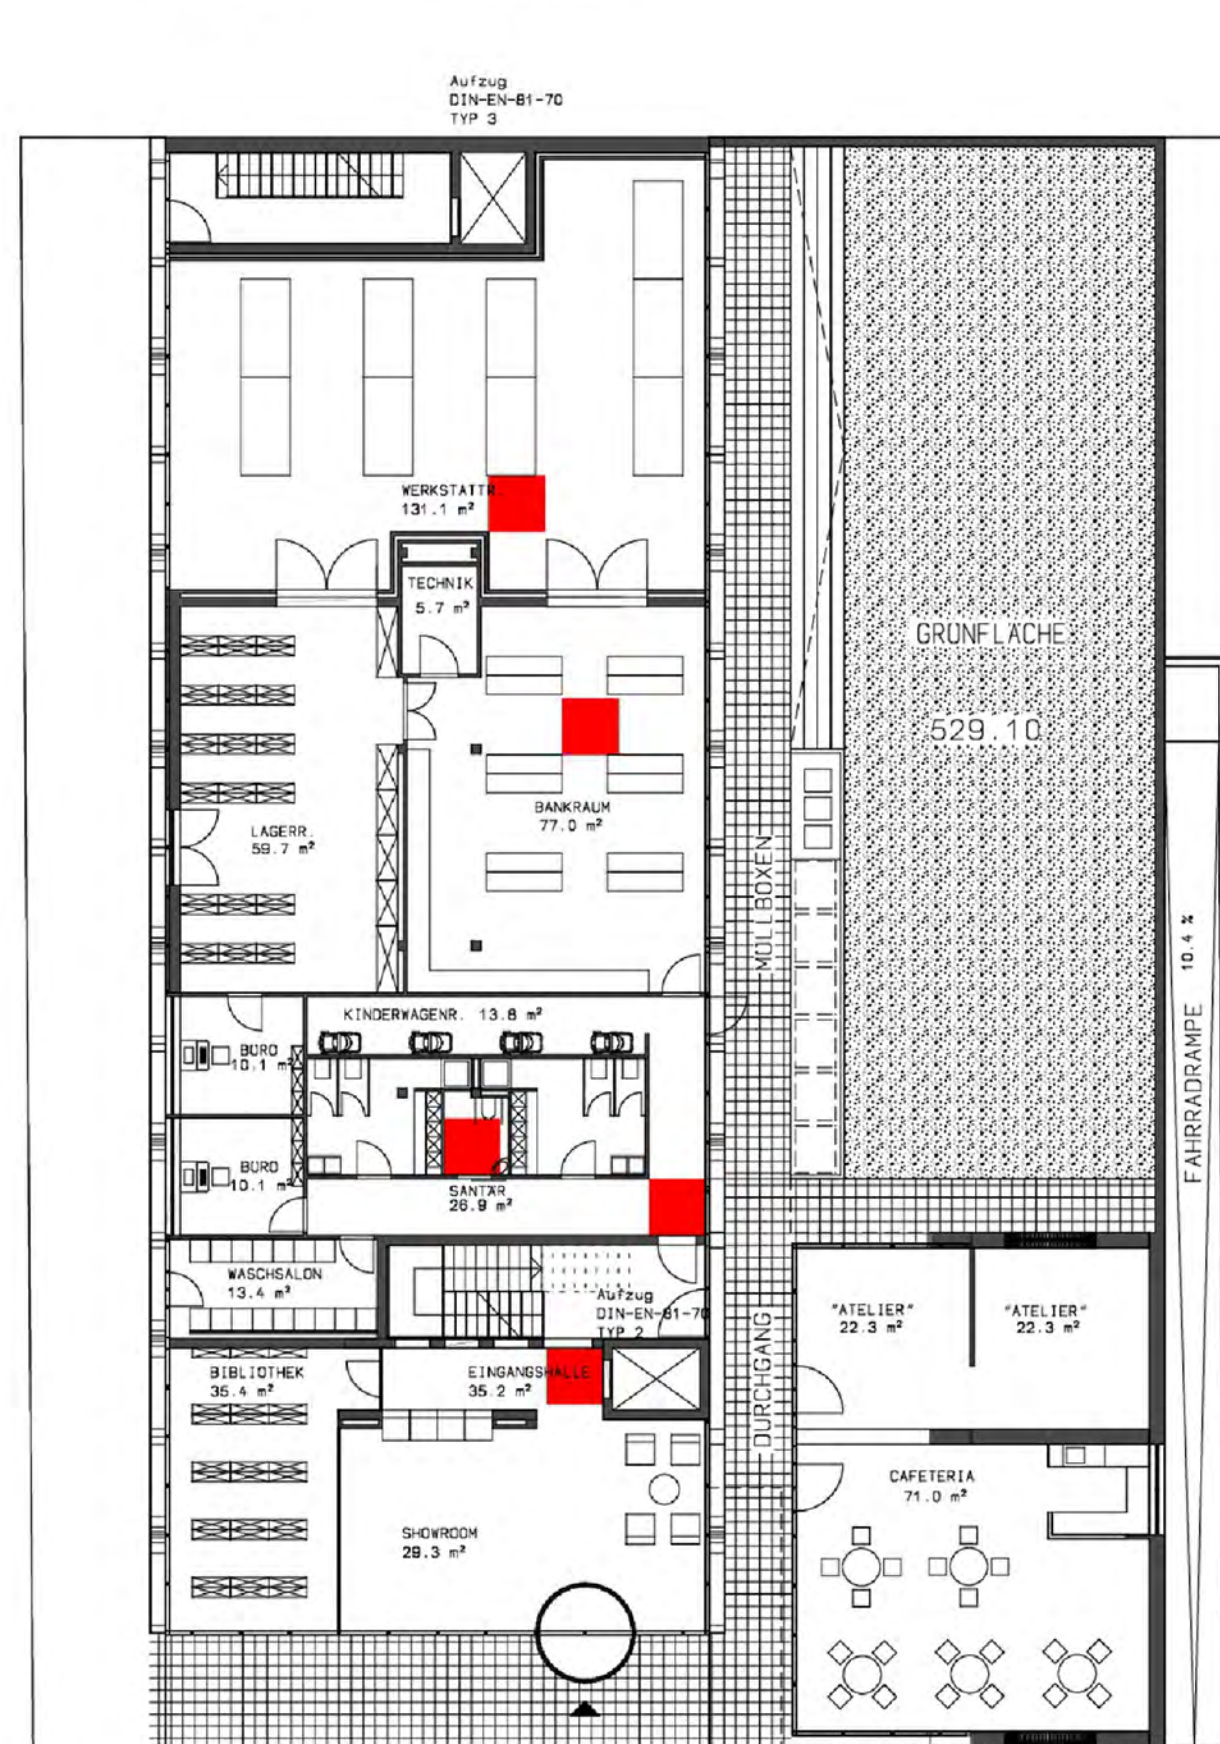 Aufzug
DIN-EN-81-70
TYP 3
WERKSTATTR.
131.1 m²
TECHNIK
5.7 m²
GRÜNFLÄCHE
529.10
BANKRAUM
77.0 m²
LAGERR.
59.7 m²
MÜLLBOXEN
FAHRRADRAMPE 10.4 %
KINDERWAGENR. 13.8 m²
BÜRO
10.1 m²
BÜRO
10.1 m²
SANTÄR
26.9 m²
WASCHSALON
13.4 m²
Aufzug
DIN-EN-81-70
TYP 2
"ATELIER"
22.3 m²
"ATELIER"
22.3 m²
DURCHGANG
BIBLIOTHEK
35.4 m²
EINGANGSHALLE
35.2 m²
CAFETERIA
71.0 m²
SHOWROOM
29.3 m²